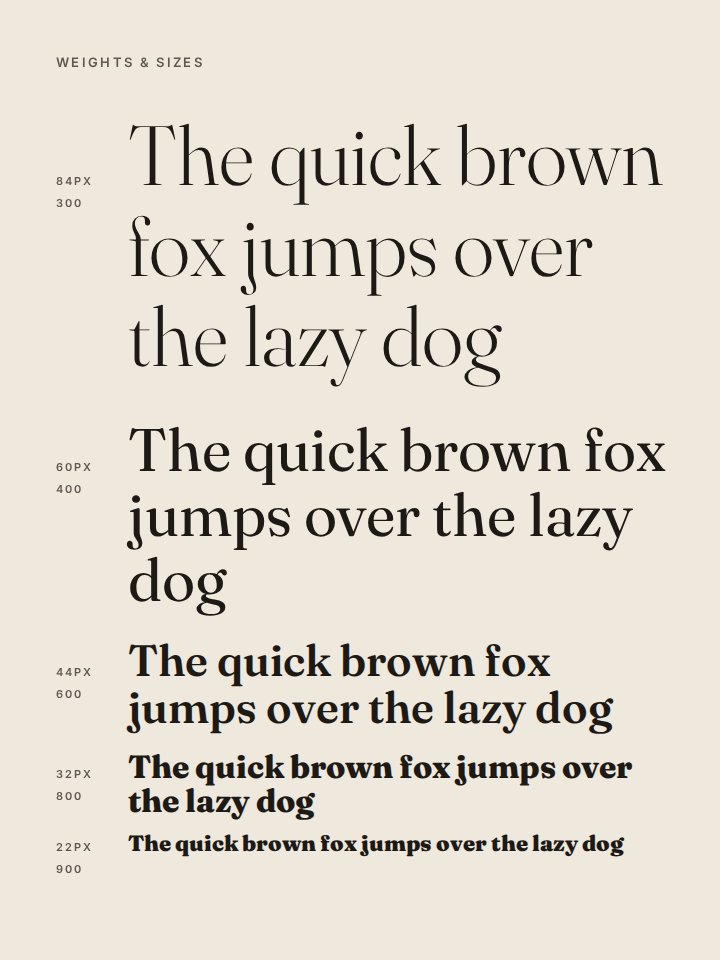 WEIGHTS & SIZES
84PX
300
The quick brown
fox jumps over
the lazy dog
60PX
400
The quick brown fox
jumps over the lazy
dog
44PX
600
The quick brown fox
jumps over the lazy dog
32PX
800
The quick brown fox jumps over
the lazy dog
22PX
900
The quick brown fox jumps over the lazy dog